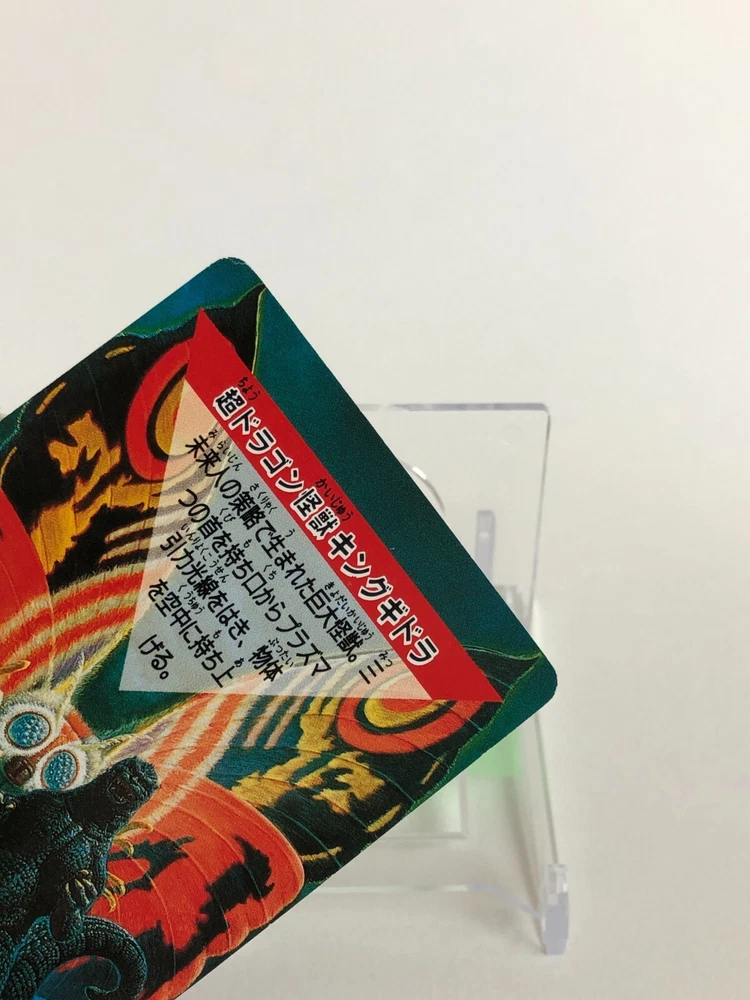 超ドラゴン怪獣キングギドラ
未来人の策略で生まれた巨大怪獣。三
つの首を持ち口からプラズマ
引力光線をはき、物体
を空中に持ち上
げる。